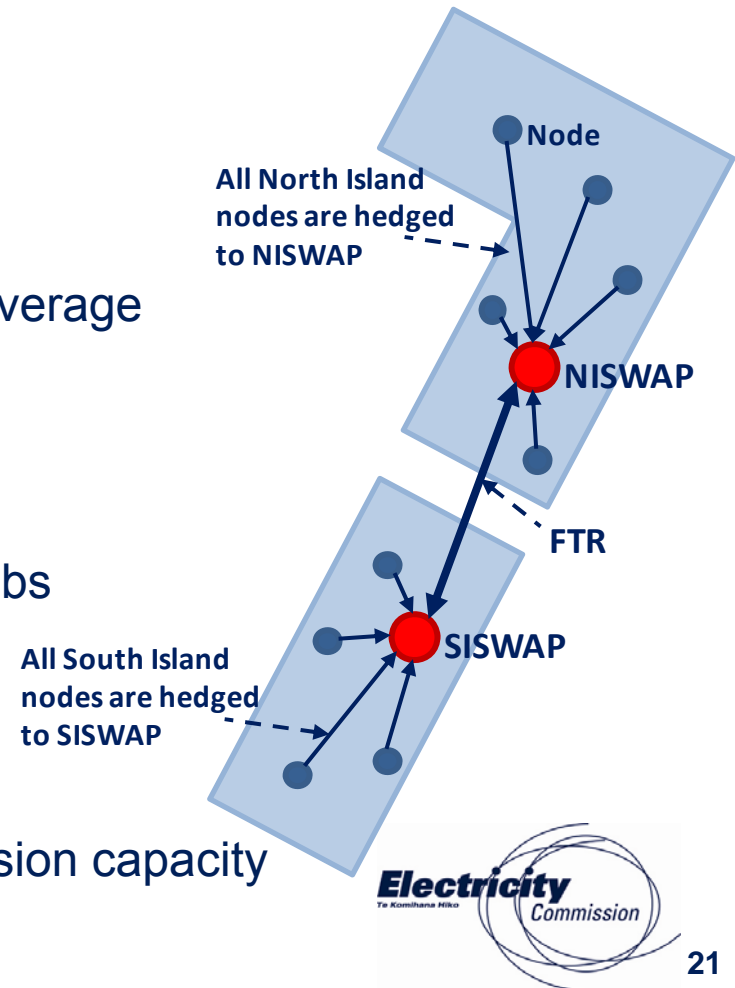 Node
All North Island
nodes are hedged
to NISWAP
verage
NISWAP
FTR
bs
SISWAP
All South Island
nodes are hedged
to SISWAP
sion capacity
Electricity
Te Komihana Hiko
Commission
21